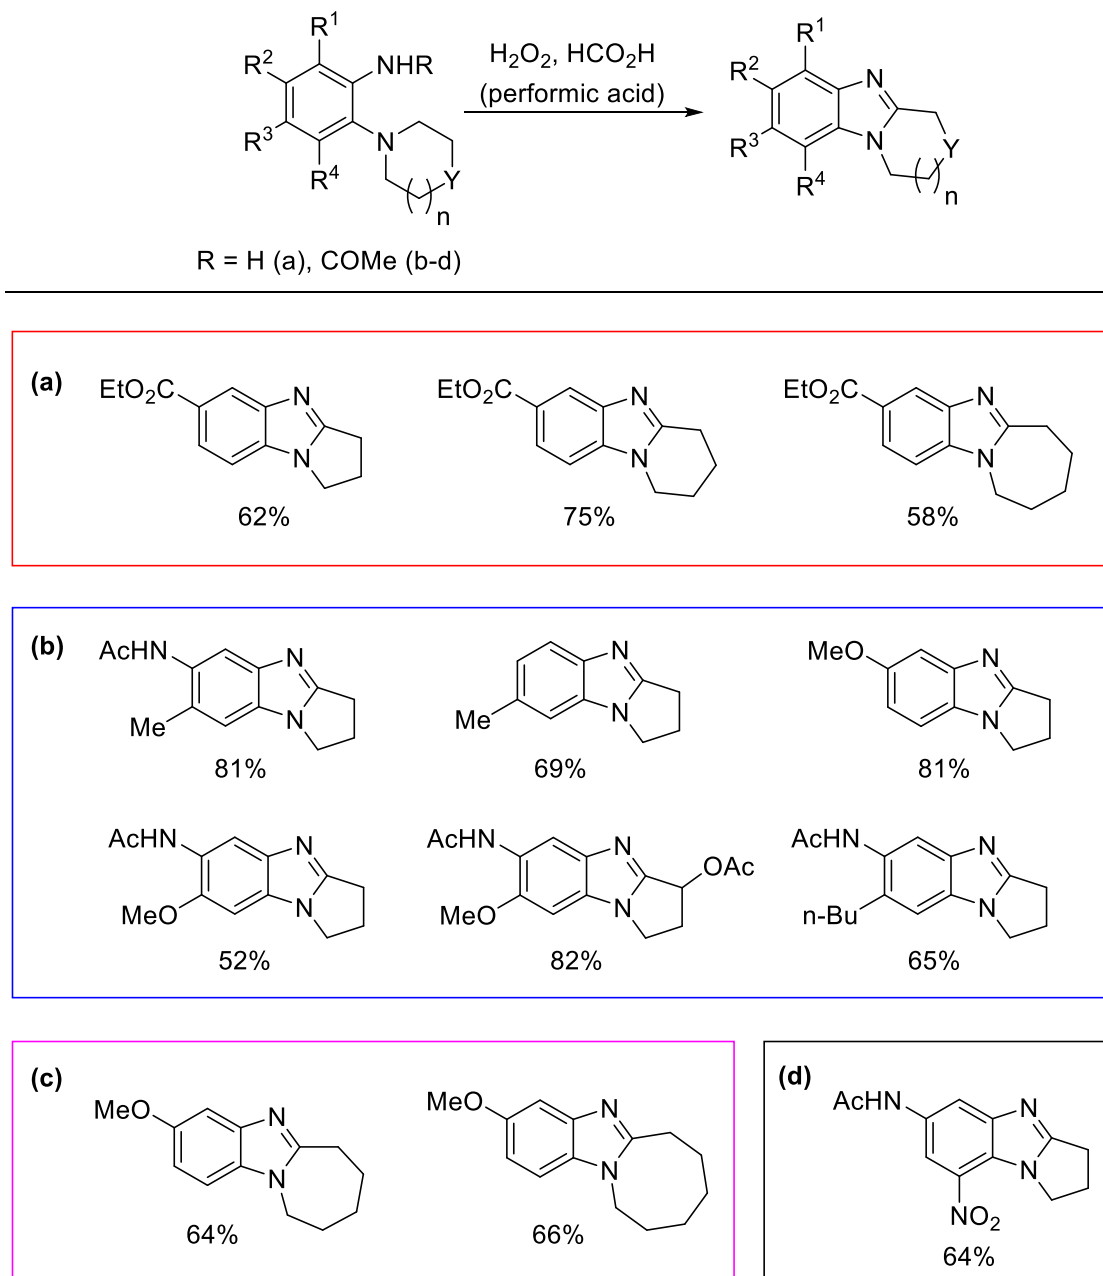 R¹
R²
NHR
R³
N
R⁴
Y
( )n
H₂O₂, HCO₂H
(performic acid)
R¹
R²
N
R³
N
R⁴
Y
( )n
R = H (a), COMe (b-d)
(a)
EtO₂C
N
N
62%
EtO₂C
N
N
75%
EtO₂C
N
N
58%
(b)
AcHN
N
Me
N
81%
N
Me
N
69%
MeO
N
N
81%
AcHN
N
MeO
N
52%
AcHN
N
OAc
MeO
N
82%
AcHN
N
n-Bu
N
65%
(c)
MeO
N
N
64%
MeO
N
N
66%
(d)
AcHN
N
N
NO₂
64%